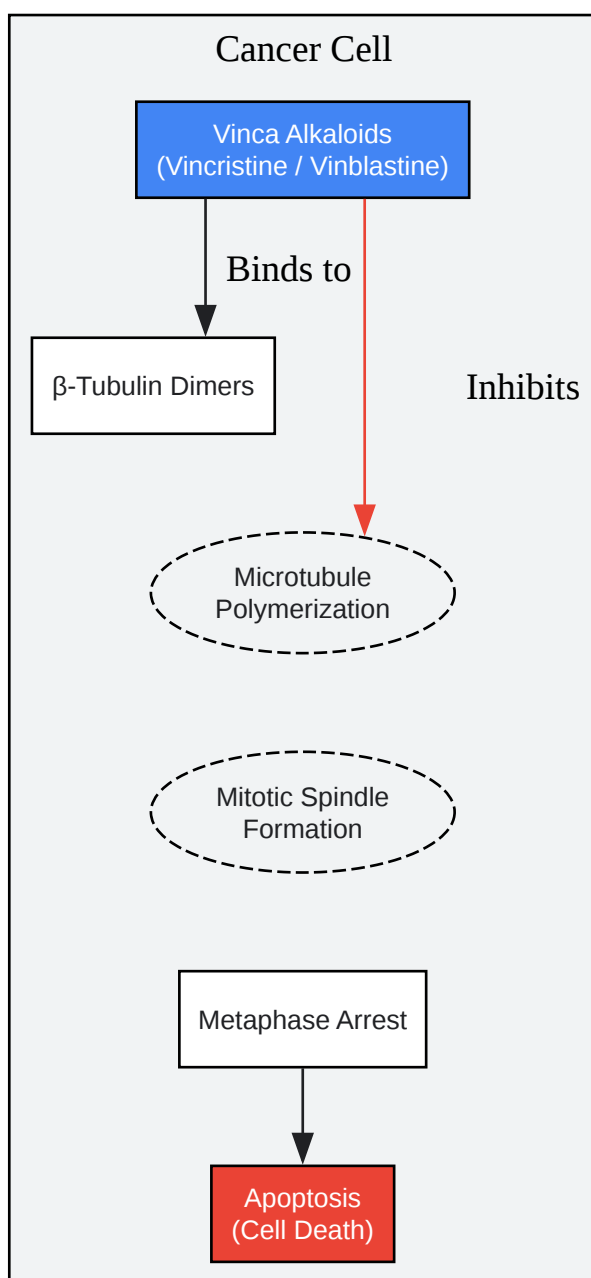 Cancer Cell
Vinca Alkaloids
(Vincristine / Vinblastine)
Binds to
β-Tubulin Dimers
Inhibits
Microtubule
Polymerization
Mitotic Spindle
Formation
Metaphase Arrest
Apoptosis
(Cell Death)